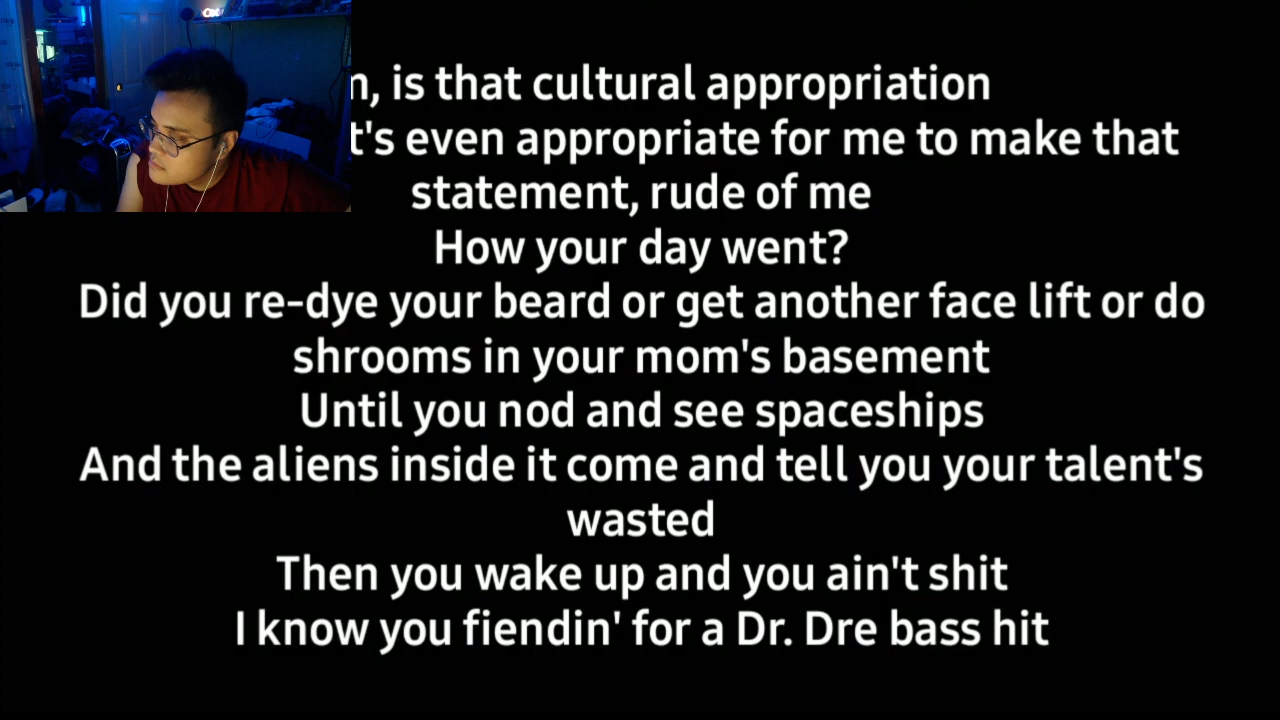 n, is that cultural appropriation
t's even appropriate for me to make that
statement, rude of me
How your day went?
Did you re-dye your beard or get another face lift or do
shrooms in your mom's basement
Until you nod and see spaceships
And the aliens inside it come and tell you your talent's
wasted
Then you wake up and you ain't shit
I know you fiendin' for a Dr. Dre bass hit